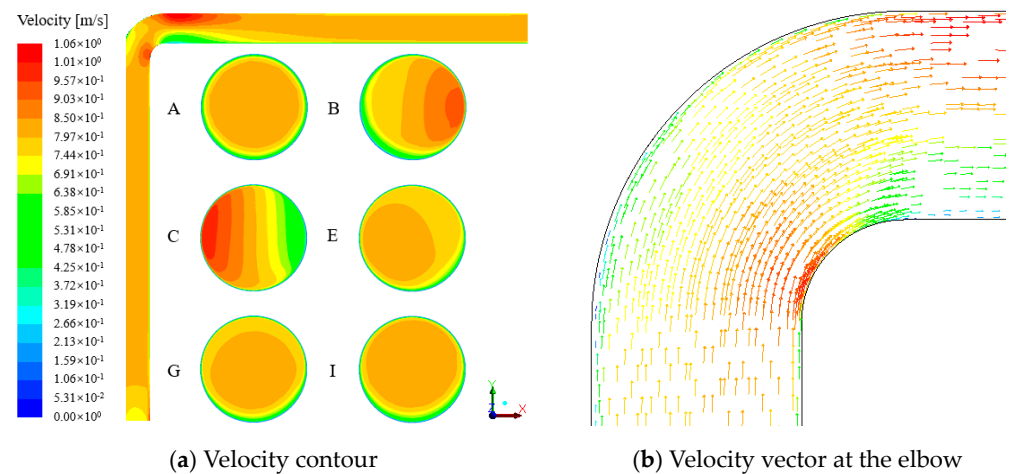 Velocity [m/s]
1.06×10⁰
1.01×10⁰
9.57×10⁻¹
9.03×10⁻¹
8.50×10⁻¹
7.97×10⁻¹
7.44×10⁻¹
6.91×10⁻¹
6.38×10⁻¹
5.85×10⁻¹
5.31×10⁻¹
4.78×10⁻¹
4.25×10⁻¹
3.72×10⁻¹
3.19×10⁻¹
2.66×10⁻¹
2.13×10⁻¹
1.59×10⁻¹
1.06×10⁻¹
5.31×10⁻²
0.00×10⁰
A
B
C
E
G
I
Y
Z
X
(a) Velocity contour
(b) Velocity vector at the elbow